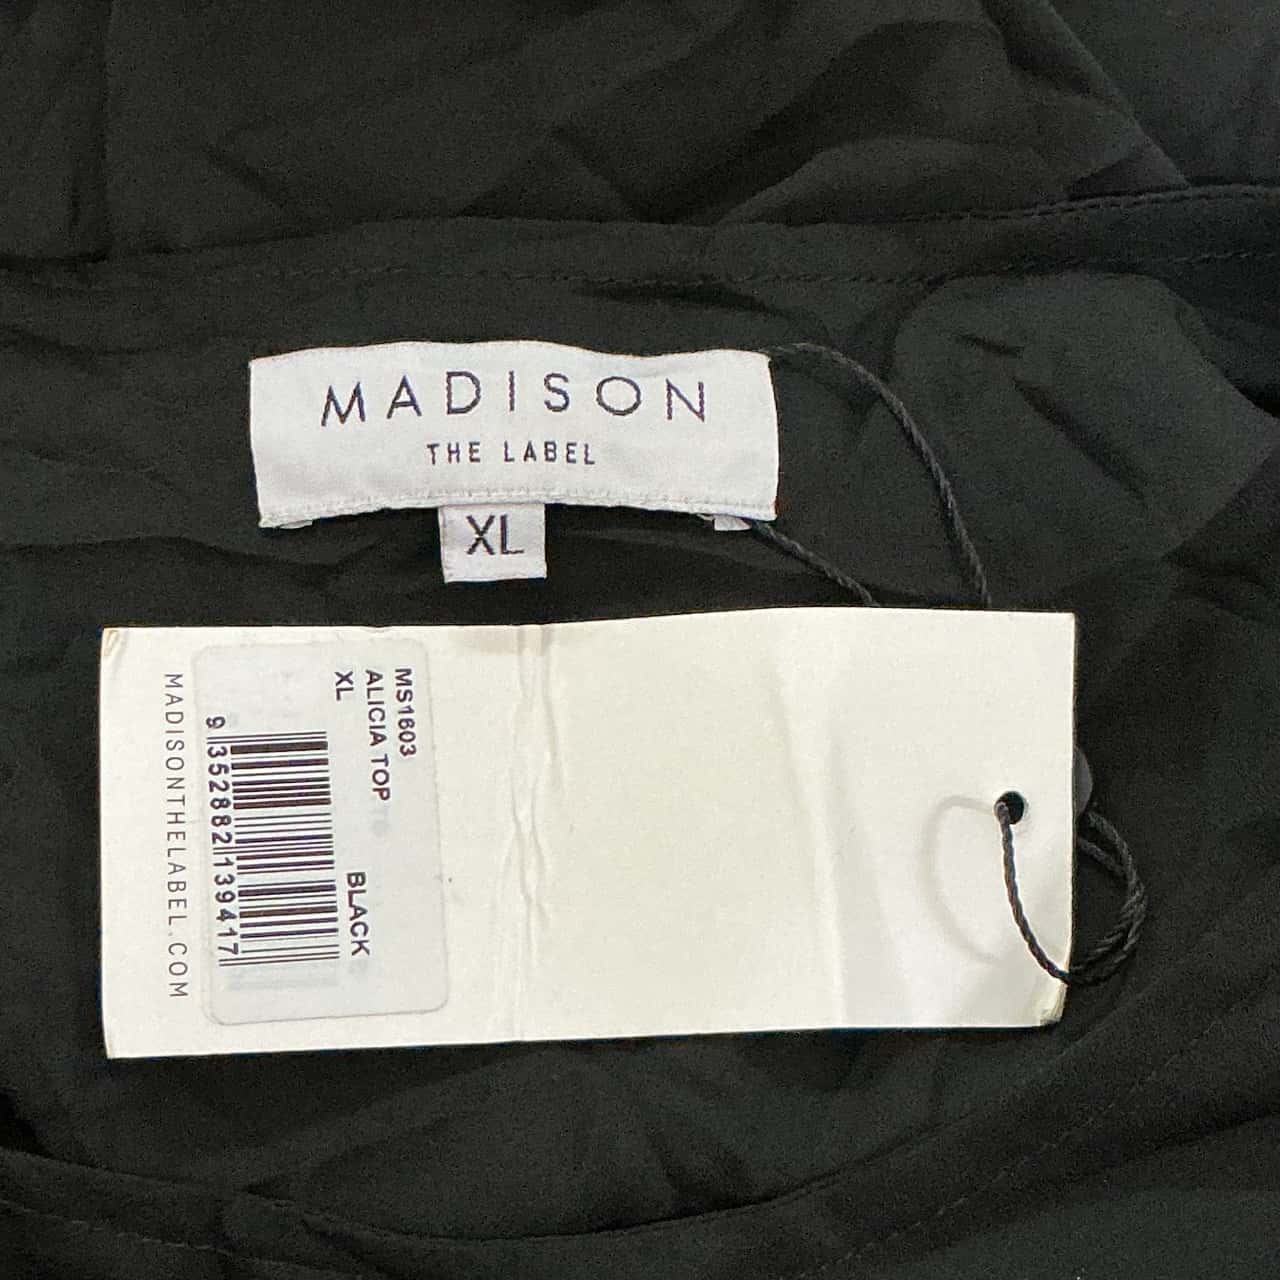 MADISON
THE LABEL
XL
MS1603
ALICIA TOP
XL
BLACK
9 352882 139417
MADISONTHELABEL.COM